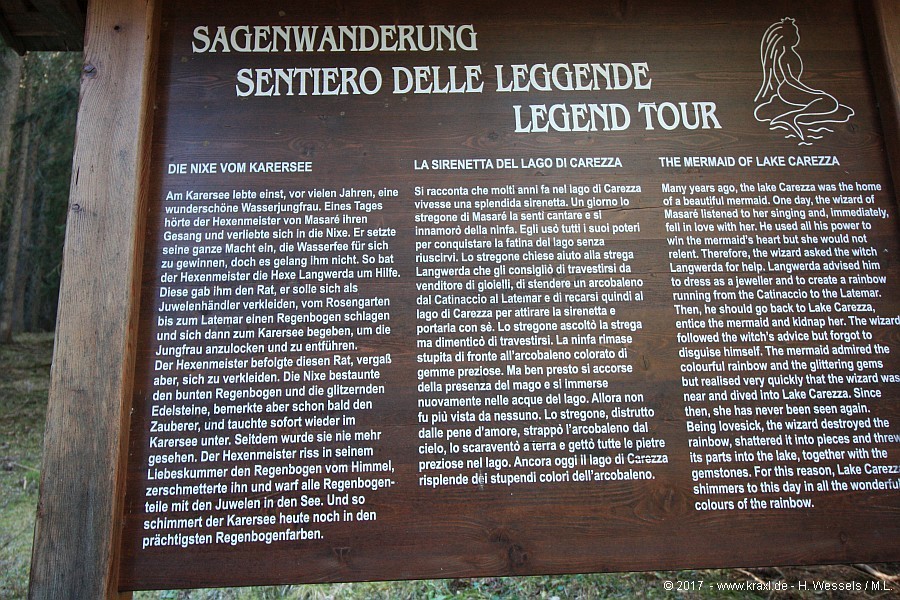 SAGENWANDERUNG
SENTIERO DELLE LEGGENDE
LEGEND TOUR
DIE NIXE VOM KARERSEE
Am Karersee lebte einst, vor vielen Jahren, eine
wunderschöne Wasserjungfrau. Eines Tages
hörte der Hexenmeister von Masaré ihren
Gesang und verliebte sich in die Nixe. Er setzte
seine ganze Macht ein, die Wasserfee für sich
zu gewinnen, doch es gelang ihm nicht. So bat
der Hexenmeister die Hexe Langwerda um Hilfe.
Diese gab ihm den Rat, er solle sich als
Juwelenhändler verkleiden, vom Rosengarten
bis zum Latemar einen Regenbogen schlagen
und sich dann zum Karersee begeben, um die
Jungfrau anzulocken und zu entführen.
Der Hexenmeister befolgte diesen Rat, vergaß
aber, sich zu verkleiden. Die Nixe bestaunte
den bunten Regenbogen und die glitzernden
Edelsteine, bemerkte aber schon bald den
Zauberer, und tauchte sofort wieder im
Karersee unter. Seitdem wurde sie nie mehr
gesehen. Der Hexenmeister riss in seinem
Liebeskummer den Regenbogen vom Himmel,
zerschmetterte ihn und warf alle Regenbogen-
teile mit den Juwelen in den See. Und so
schimmert der Karersee heute noch in den
prächtigsten Regenbogenfarben.
LA SIRENETTA DEL LAGO DI CAREZZA
Si racconta che molti anni fa nel lago di Carezza
vivesse una splendida sirenetta. Un giorno lo
stregone di Masaré la sentì cantare e si
innamorò della ninfa. Egli usò tutti i suoi poteri
per conquistare la fatina del lago senza
riuscirvi. Lo stregone chiese aiuto alla strega
Langwerda che gli consigliò di travestirsi da
venditore di gioielli, di stendere un arcobaleno
dal Catinaccio al Latemar e di recarsi quindi al
lago di Carezza per attirare la sirenetta e
portarla con sé. Lo stregone ascoltò la strega
ma dimenticò di travestirsi. La ninfa rimase
stupita di fronte all'arcobaleno colorato di
gemme preziose. Ma ben presto si accorse
della presenza del mago e si immerse
nuovamente nelle acque del lago. Allora non
fu più vista da nessuno. Lo stregone, distrutto
dalle pene d'amore, strappò l'arcobaleno dal
cielo, lo scaraventò a terra e gettò tutte le pietre
preziose nel lago. Ancora oggi il lago di Carezza
risplende dei stupendi colori dell'arcobaleno.
THE MERMAID OF LAKE CAREZZA
Many years ago, the lake Carezza was the home
of a beautiful mermaid. One day, the wizard of
Masaré listened to her singing and, immediately,
fell in love with her. He used all his power to
win the mermaid's heart but she would not
relent. Therefore, the wizard asked the witch
Langwerda for help. Langwerda advised him
to dress as a jeweller and to create a rainbow
running from the Catinaccio to the Latemar.
Then, he should go back to Lake Carezza,
entice the mermaid and kidnap her. The wizard
followed the witch's advice but forgot to
disguise himself. The mermaid admired the
colourful rainbow and the glittering gems
but realised very quickly that the wizard was
near and dived into Lake Carezza. Since
then, she has never been seen again.
Being lovesick, the wizard destroyed the
rainbow, shattered it into pieces and threw
its parts into the lake, together with the
gemstones. For this reason, Lake Carezza
shimmers to this day in all the wonderful
colours of the rainbow.
© 2017 - www.kraxl.de - H. Wessels / M.L.